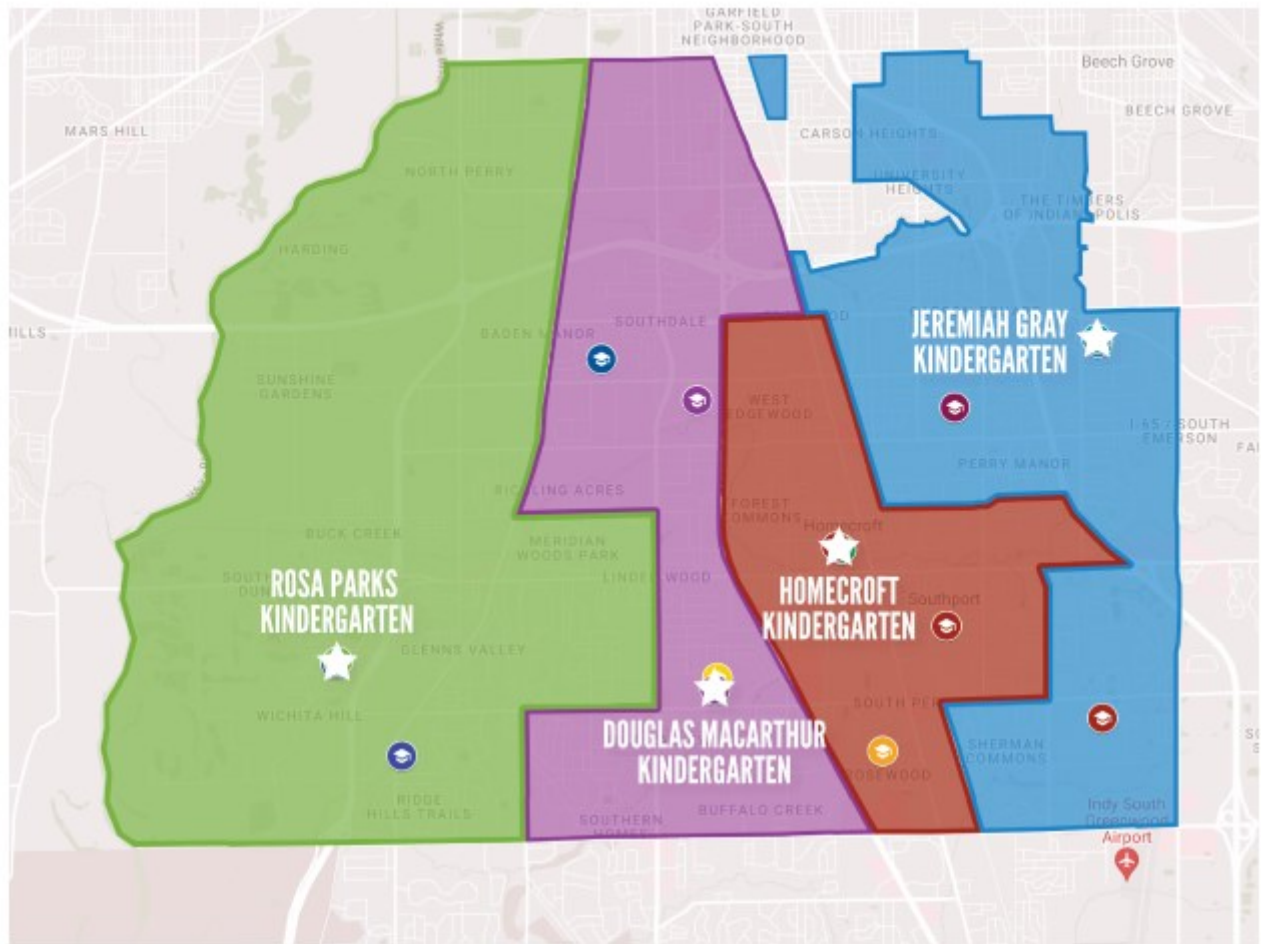 GARFIELD
PARK-SOUTH
NEIGHBORHOOD
Beech Grove
BEECH GROVE
MARS HILL
CARSON HEIGHTS
NORTH PERRY
UNIVERSITY
HEIGHTS
THE TIMBERS
OF INDIANAPOLIS
HARDING
SOUTHDALE
BADEN MANOR
JEREMIAH GRAY
KINDERGARTEN
SUNSHINE
GARDENS
WEST
EDGEWOOD
I-65 / SOUTH
EMERSON
PERRY MANOR
FOREST
COMMONS
Homecroft
BUCK CREEK
MERIDIAN
WOODS PARK
ROSA PARKS
KINDERGARTEN
HOMECROFT
KINDERGARTEN
Southport
GLENNS VALLEY
WICHITA HILL
DOUGLAS MACARTHUR
KINDERGARTEN
SHERMAN
COMMONS
ROSEWOOD
RIDGE
HILLS TRAILS
BUFFALO CREEK
SOUTHERN
HOMES
Indy South
Greenwood
Airport